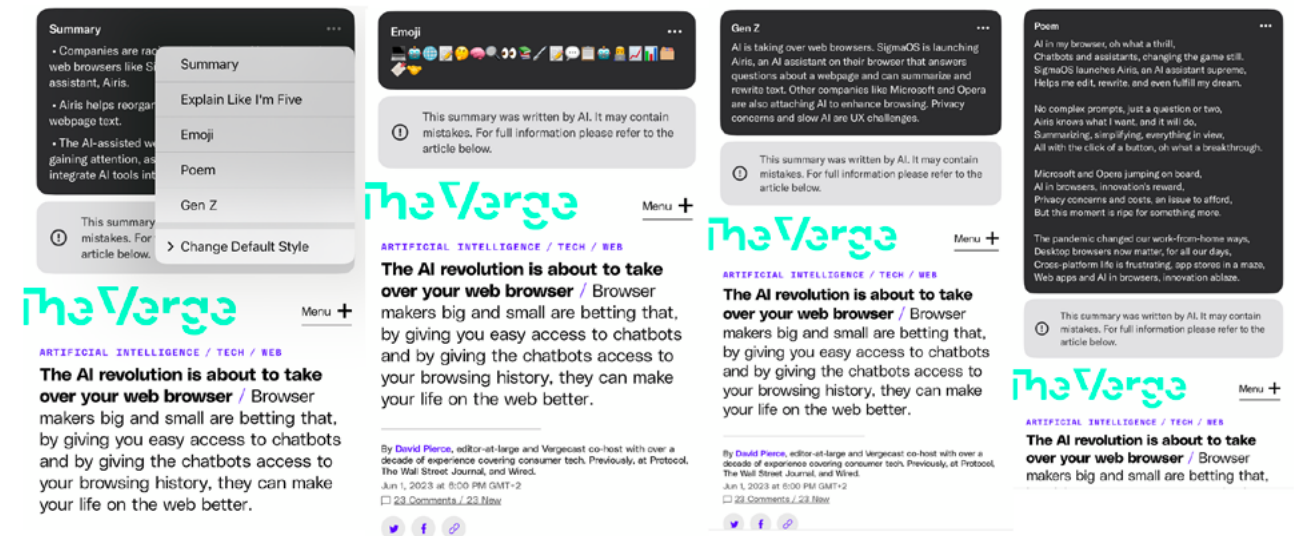 Summary
• Companies are rac
web browsers like Si
assistant, Airis.
• Airis helps reorgar
webpage text.
• The AI-assisted we
gaining attention, as
integrate AI tools int
Summary
Explain Like I'm Five
Emoji
Poem
Gen Z
> Change Default Style
This summary
mistakes. For
article below.
The Verge
Menu +
ARTIFICIAL INTELLIGENCE / TECH / WEB
The AI revolution is about to take
over your web browser / Browser
makers big and small are betting that,
by giving you easy access to chatbots
and by giving the chatbots access to
your browsing history, they can make
your life on the web better.
Emoji
This summary was written by AI. It may contain
mistakes. For full information please refer to the
article below.
The Verge
Menu +
ARTIFICIAL INTELLIGENCE / TECH / WEB
The AI revolution is about to take
over your web browser / Browser
makers big and small are betting that,
by giving you easy access to chatbots
and by giving the chatbots access to
your browsing history, they can make
your life on the web better.
By David Pierce, editor-at-large and Vergecast co-host with over a
decade of experience covering consumer tech. Previously, at Protocol,
The Wall Street Journal, and Wired.
Jun 1, 2023 at 6:00 PM GMT+2
23 Comments / 23 New
Gen Z
AI is taking over web browsers. SigmaOS is launching
Airis, an AI assistant on their browser that answers
questions about a webpage and can summarize and
rewrite text. Other companies like Microsoft and Opera
are also attaching AI to enhance browsing. Privacy
concerns and slow AI are UX challenges.
This summary was written by AI. It may contain
mistakes. For full information please refer to the
article below.
The Verge
Menu +
ARTIFICIAL INTELLIGENCE / TECH / WEB
The AI revolution is about to take
over your web browser / Browser
makers big and small are betting that,
by giving you easy access to chatbots
and by giving the chatbots access to
your browsing history, they can make
your life on the web better.
By David Pierce, editor-at-large and Vergecast co-host with over a
decade of experience covering consumer tech. Previously, at Protocol,
The Wall Street Journal, and Wired.
Jun 1, 2023 at 6:00 PM GMT+2
23 Comments / 23 New
Poem
AI in my browser, oh what a thrill,
Chatbots and assistants, changing the game still.
SigmaOS launches Airis, an AI assistant supreme,
Helps me edit, rewrite, and even fulfill my dream.
No complex prompts, just a question or two,
Airis knows what I want, and it will do,
Summarizing, simplifying, everything in view,
All with the click of a button, oh what a breakthrough.
Microsoft and Opera jumping on board,
AI in browsers, innovation's reward,
Privacy concerns and costs, an issue to afford,
But this moment is ripe for something more.
The pandemic changed our work-from-home ways,
Desktop browsers now matter, for all our days,
Cross-platform life is frustrating, app stores in a maze,
Web apps and AI in browsers, innovation ablaze.
This summary was written by AI. It may contain
mistakes. For full information please refer to the
article below.
The Verge
Menu +
ARTIFICIAL INTELLIGENCE / TECH / WEB
The AI revolution is about to take
over your web browser / Browser
makers big and small are betting that,